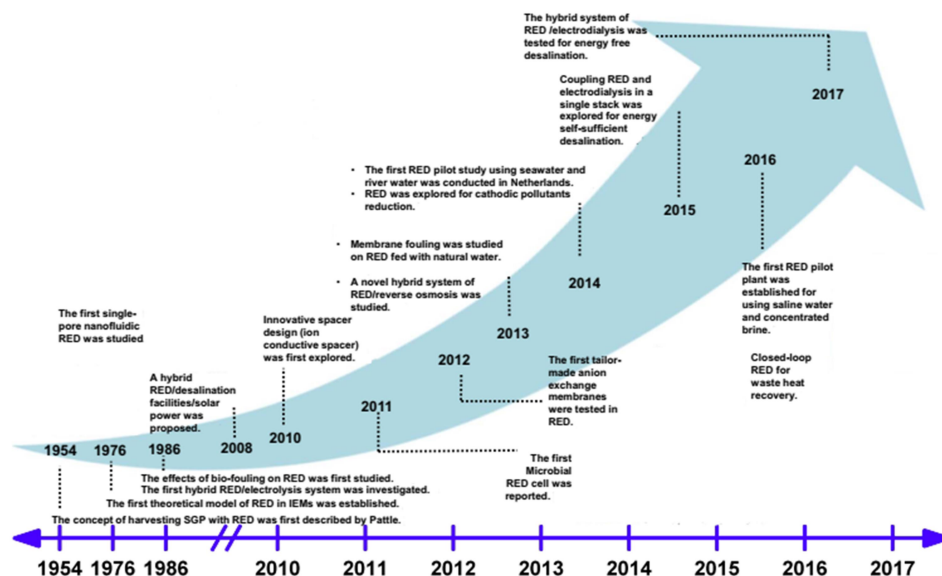 The hybrid system of
RED /electrodialysis was
tested for energy free
desalination.
Coupling RED and
electrodialysis in a
single stack was
explored for energy
self-sufficient
desalination.
2017
2016
• The first RED pilot study using seawater and
river water was conducted in Netherlands.
• RED was explored for cathodic pollutants
reduction.
2015
• Membrane fouling was studied
on RED fed with natural water.
• A novel hybrid system of
RED/reverse osmosis was
studied.
2014
The first RED pilot
plant was
established for
using saline water
and concentrated
brine.
Closed-loop
RED for
waste heat
recovery.
The first single-
pore nanofluidic
RED was studied
Innovative spacer
design (ion
conductive spacer)
was first explored.
2013
2012
The first tailor-
made anion
exchange
membranes
were tested in
RED.
A hybrid
RED/desalination
facilities/solar
power was
proposed.
2011
The first
Microbial
RED cell was
reported.
1954 1976 1986 2008 2010
The effects of bio-fouling on RED was first studied.
The first hybrid RED/electrolysis system was investigated.
The first theoretical model of RED in IEMs was established.
The concept of harvesting SGP with RED was first described by Pattle.
1954 1976 1986 2010 2011 2012 2013 2014 2015 2016 2017